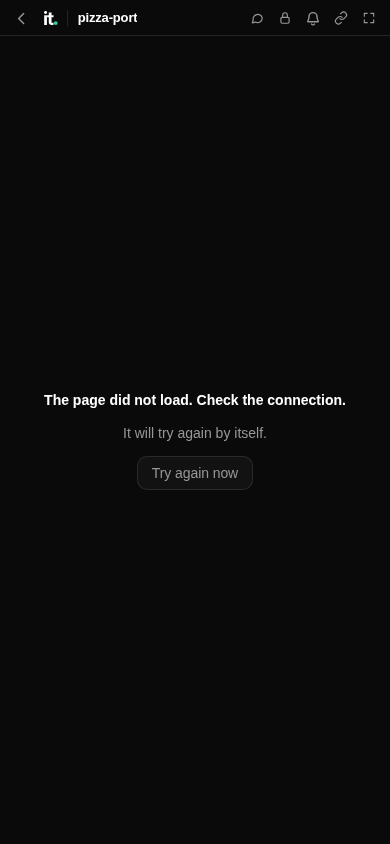 it.
pizza-port
The page did not load. Check the connection.
It will try again by itself.
Try again now